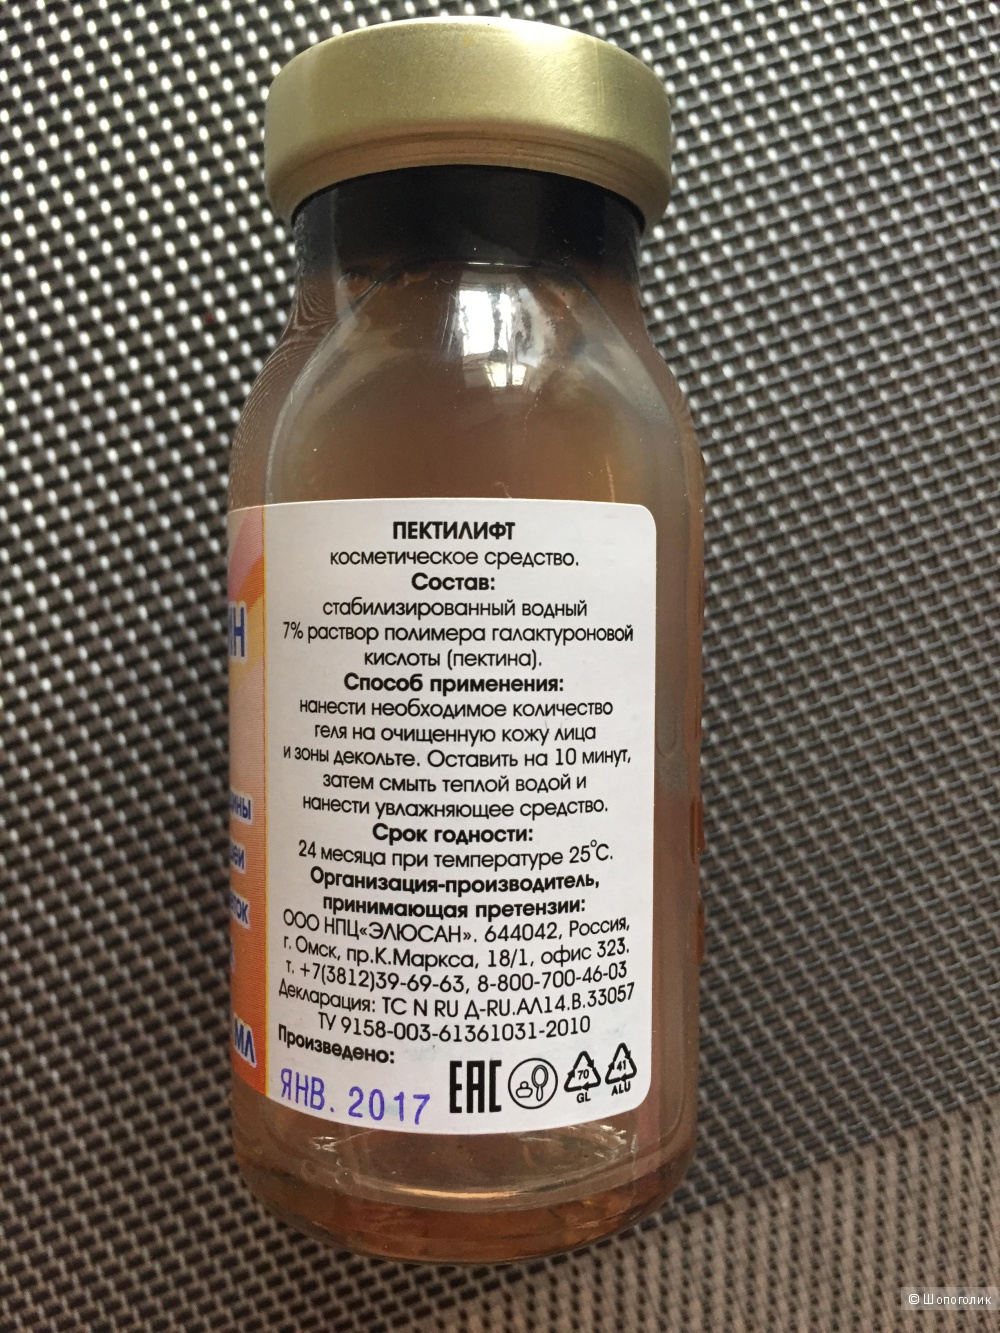 ПЕКТИЛИФТ
косметическое средство.
Состав:
стабилизированный водный
7% раствор полимера галактуроновой
кислоты (пектина).
Способ применения:
нанести необходимое количество
геля на очищенную кожу лица
и зоны декольте. Оставить на 10 минут,
затем смыть теплой водой и
нанести увлажняющее средство.
Срок годности:
24 месяца при температуре 25°С.
Организация-производитель,
принимающая претензии:
ООО НПЦ«ЭЛЮСАН». 644042, Россия,
г. Омск, пр.К.Маркса, 18/1, офис 323.
т. +7(3812)39-69-63, 8-800-700-46-03
Декларация: ТС N RU Д-RU.АЛ14.В.33057
ТУ 9158-003-61361031-2010
Произведено:
ЯНВ. 2017
ЕАС
70
GL
41
ALU
МЛ
© Шопоголик